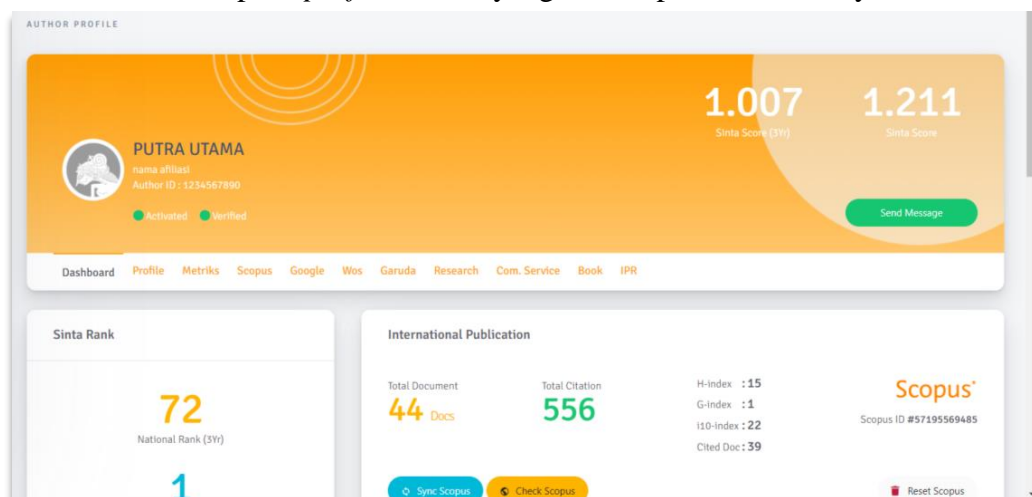 AUTHOR PROFILE
1.007
Sinta Score (3Yr)
1.211
Sinta Score
PUTRA UTAMA
nama afiliasi
Author ID : 1234567890
Activated Verified
Send Message
Dashboard Profile Metriks Scopus Google Wos Garuda Research Com. Service Book IPR
Sinta Rank
72
National Rank (3Yr)
1
International Publication
Total Document
44 Docs
Total Citation
556
H-index : 15
G-index : 1
i10-index : 22
Cited Doc : 39
Scopus
Scopus ID #57195569485
Sync Scopus Check Scopus
Reset Scopus